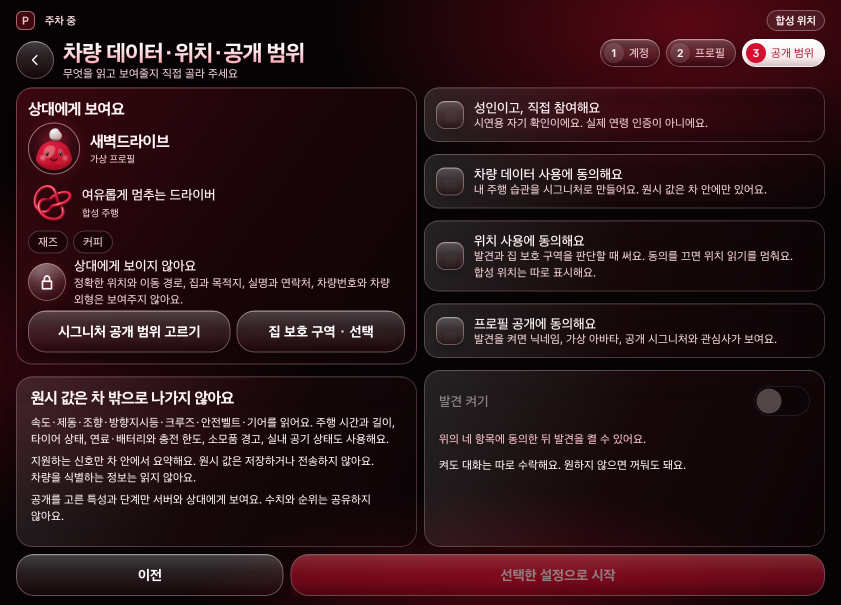 P 주차 중
합성 위치
차량 데이터·위치·공개 범위
무엇을 읽고 보여줄지 직접 골라 주세요
1 계정
2 프로필
3 공개 범위
상대에게 보여요
새벽드라이브
가상 프로필
여유롭게 멈추는 드라이버
합성 주행
재즈
커피
상대에게 보이지 않아요
정확한 위치와 이동 경로, 집과 목적지, 실명과 연락처, 차량번호와 차량
외형은 보여주지 않아요.
시그니처 공개 범위 고르기
집 보호 구역 · 선택
원시 값은 차 밖으로 나가지 않아요
속도·제동·조향·방향지시등·크루즈·안전벨트·기어를 읽어요. 주행 시간과 길이,
타이어 상태, 연료·배터리와 충전 한도, 소모품 경고, 실내 공기 상태도 사용해요.
지원하는 신호만 차 안에서 요약해요. 원시 값은 저장하거나 전송하지 않아요.
차량을 식별하는 정보는 읽지 않아요.
공개를 고른 특성과 단계만 서버와 상대에게 보여요. 수치와 순위는 공유하지
않아요.
성인이고, 직접 참여해요
시연용 자기 확인이에요. 실제 연령 인증이 아니에요.
차량 데이터 사용에 동의해요
내 주행 습관을 시그니처로 만들어요. 원시 값은 차 안에만 있어요.
위치 사용에 동의해요
발견과 집 보호 구역을 판단할 때 써요. 동의를 끄면 위치 읽기를 멈춰요.
합성 위치는 따로 표시해요.
프로필 공개에 동의해요
발견을 켜면 닉네임, 가상 아바타, 공개 시그니처와 관심사가 보여요.
발견 켜기
위의 네 항목에 동의한 뒤 발견을 켤 수 있어요.
켜도 대화는 따로 수락해요. 원하지 않으면 꺼둬도 돼요.
이전
선택한 설정으로 시작